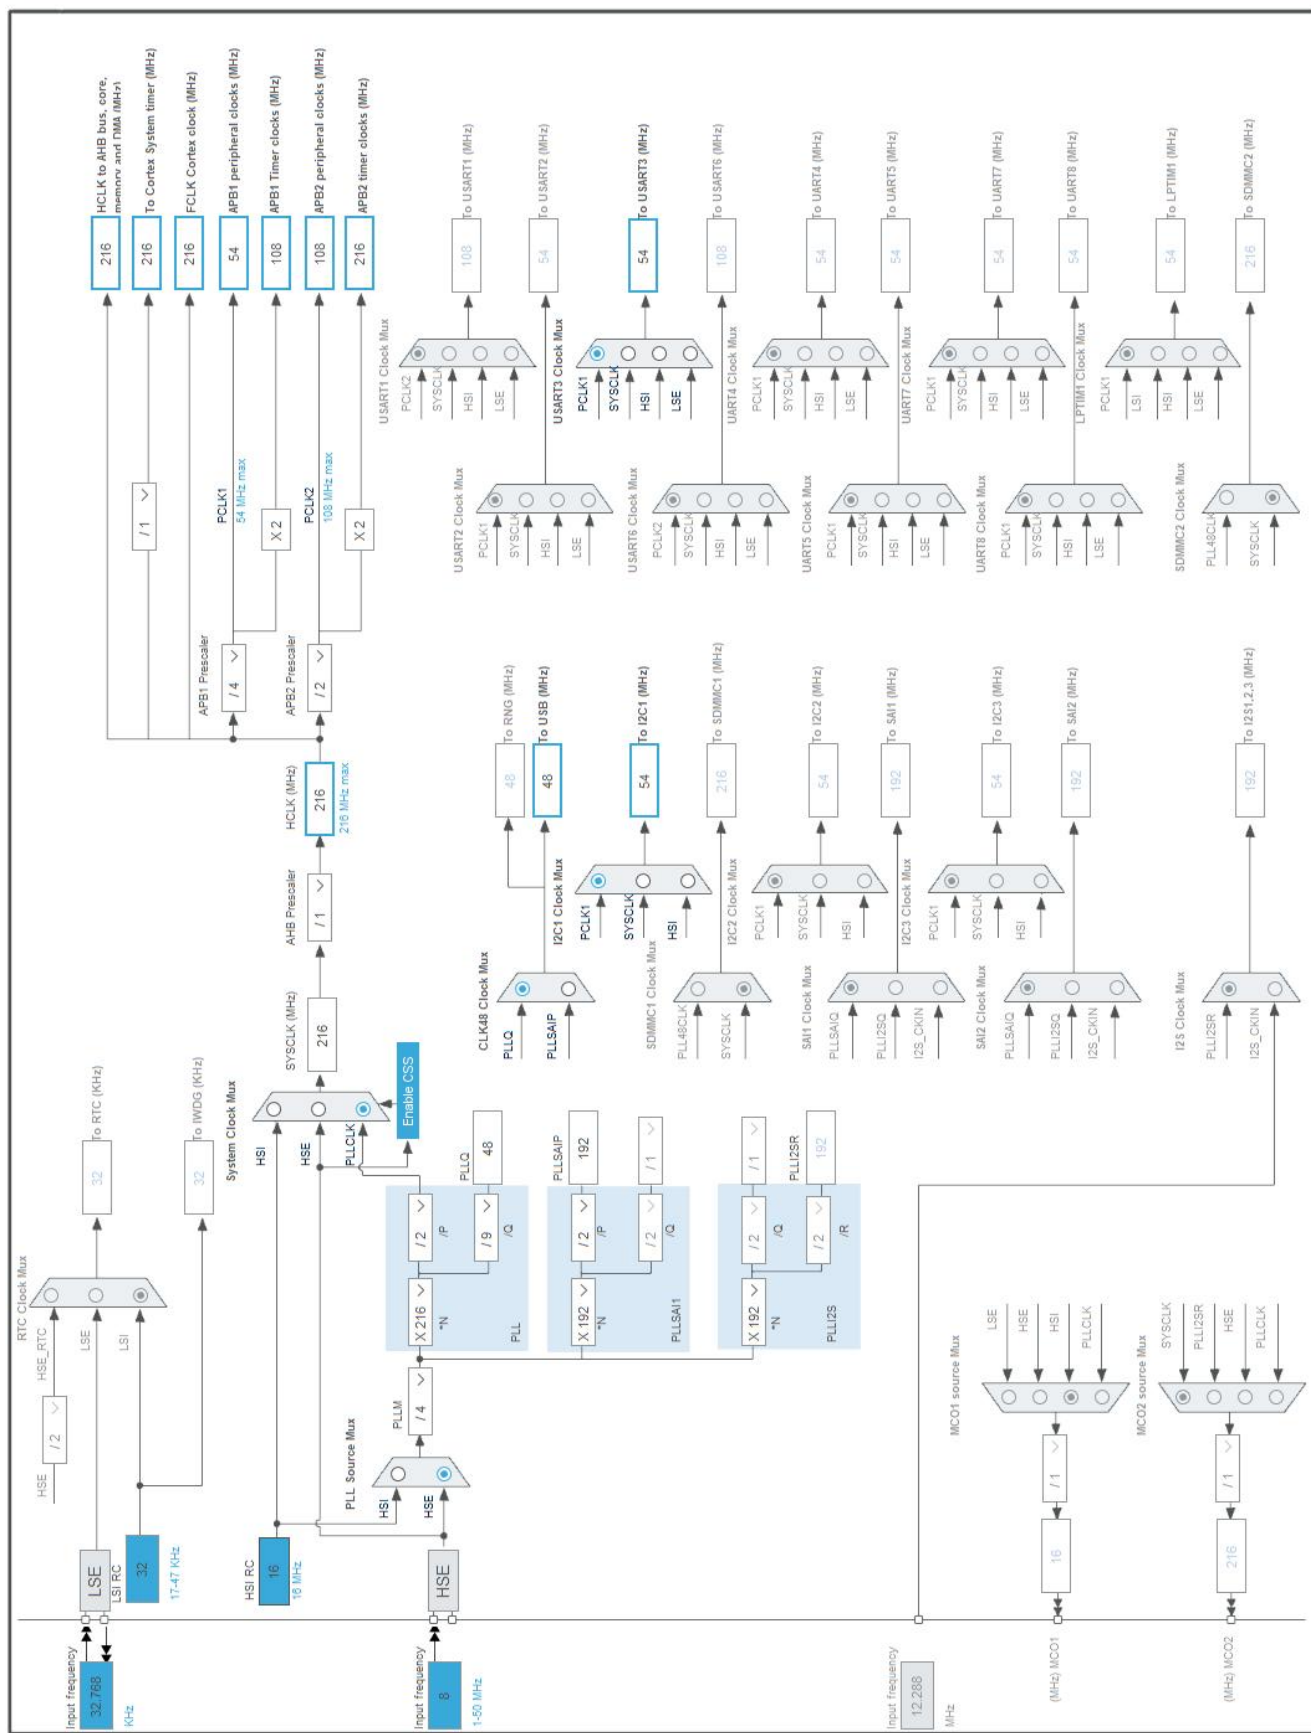 Input frequency
32.768
KHz
LSE
LSI RC
32
17-47 KHz
HSE
/ 2
HSE_RTC
LSE
LSI
RTC Clock Mux
32
To RTC (KHz)
32
To IWDG (KHz)
HSI RC
16
16 MHz
Input frequency
8
1-50 MHz
HSE
PLL Source Mux
HSI
HSE
PLLM
/ 4
X 216
*N
PLL
/ 2
/P
/ 9
/Q
PLLQ
48
X 192
*N
PLLSAI1
/ 2
/P
/ 2
/Q
PLLSAIP
192
/ 1
X 192
*N
PLLI2S
/ 2
/Q
/ 2
/R
/ 1
PLLI2SR
192
System Clock Mux
HSI
HSE
PLLCLK
Enable CSS
SYSCLK (MHz)
216
AHB Prescaler
/ 1
HCLK (MHz)
216
216 MHz max
APB1 Prescaler
/ 4
APB2 Prescaler
/ 2
/ 1
PCLK1
54 MHz max
X 2
PCLK2
108 MHz max
X 2
216
HCLK to AHB bus, core,
memory and DMA (MHz)
216
To Cortex System timer (MHz)
216
FCLK Cortex clock (MHz)
54
APB1 peripheral clocks (MHz)
108
APB1 Timer clocks (MHz)
108
APB2 peripheral clocks (MHz)
216
APB2 timer clocks (MHz)
CLK48 Clock Mux
PLLQ
PLLSAIP
48
To RNG (MHz)
48
To USB (MHz)
I2C1 Clock Mux
PCLK1
SYSCLK
HSI
54
To I2C1 (MHz)
SDMMC1 Clock Mux
PLL48CLK
SYSCLK
216
To SDMMC1 (MHz)
I2C2 Clock Mux
PCLK1
SYSCLK
HSI
54
To I2C2 (MHz)
SAI1 Clock Mux
PLLSAIQ
PLLI2SQ
I2S_CKIN
192
To SAI1 (MHz)
I2C3 Clock Mux
PCLK1
SYSCLK
HSI
54
To I2C3 (MHz)
SAI2 Clock Mux
PLLSAIQ
PLLI2SQ
I2S_CKIN
192
To SAI2 (MHz)
I2S Clock Mux
PLLI2SR
I2S_CKIN
192
To I2S1,2,3 (MHz)
USART1 Clock Mux
PCLK2
SYSCLK
HSI
LSE
108
To USART1 (MHz)
USART2 Clock Mux
PCLK1
SYSCLK
HSI
LSE
54
To USART2 (MHz)
USART3 Clock Mux
PCLK1
SYSCLK
HSI
LSE
54
To USART3 (MHz)
USART6 Clock Mux
PCLK2
SYSCLK
HSI
LSE
108
To USART6 (MHz)
UART4 Clock Mux
PCLK1
SYSCLK
HSI
LSE
54
To UART4 (MHz)
UART5 Clock Mux
PCLK1
SYSCLK
HSI
LSE
54
To UART5 (MHz)
UART7 Clock Mux
PCLK1
SYSCLK
HSI
LSE
54
To UART7 (MHz)
UART8 Clock Mux
PCLK1
SYSCLK
HSI
LSE
54
To UART8 (MHz)
LPTIM1 Clock Mux
PCLK1
LSI
HSI
LSE
54
To LPTIM1 (MHz)
SDMMC2 Clock Mux
PLL48CLK
SYSCLK
216
To SDMMC2 (MHz)
Input frequency
12.288
MHz
MCO1 source Mux
LSE
HSE
HSI
PLLCLK
/ 1
16
(MHz) MCO1
MCO2 source Mux
SYSCLK
PLLI2SR
HSE
PLLCLK
/ 1
216
(MHz) MCO2